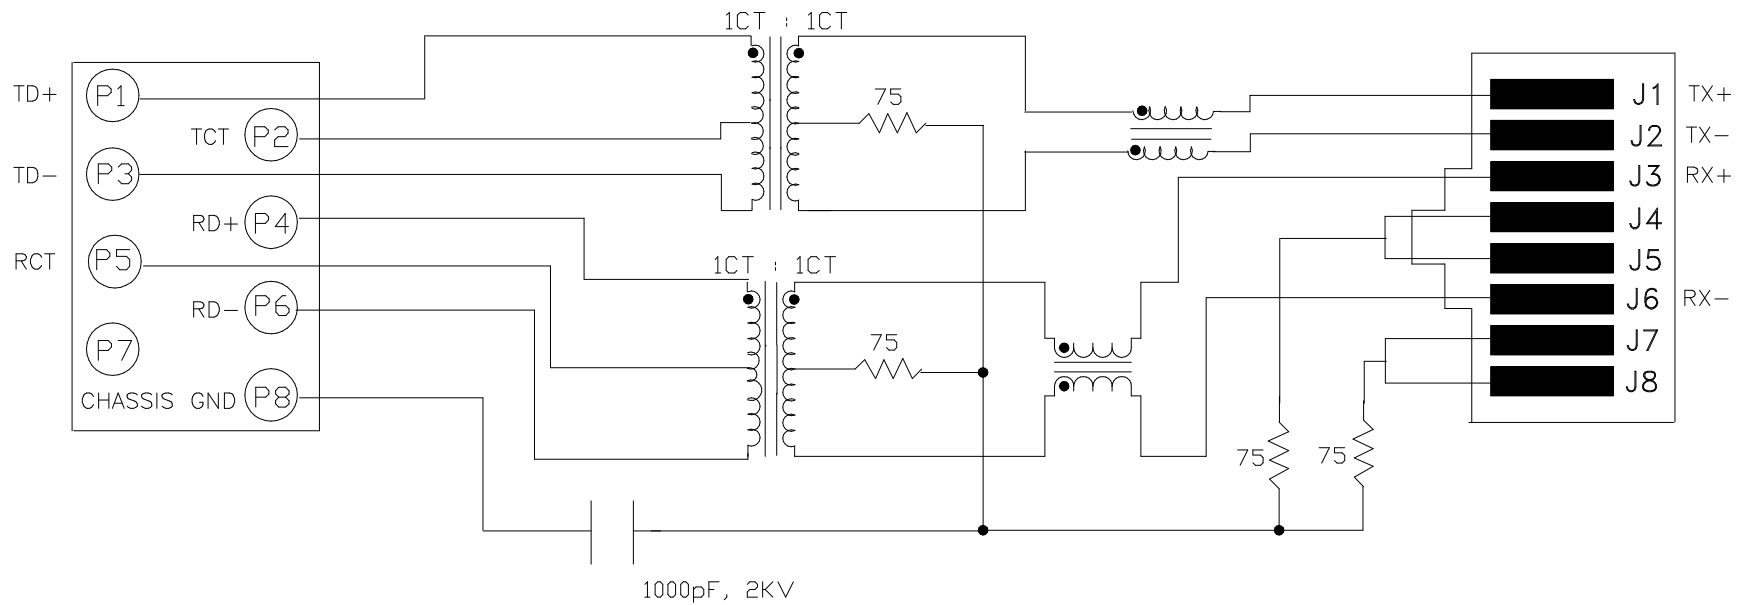 1CT : 1CT
TD+ P1
TCT P2
TD- P3
RD+ P4
RCT P5
RD- P6
P7
CHASSIS GND P8
75
1CT : 1CT
75
75
75
1000pF, 2KV
J1 TX+
J2 TX-
J3 RX+
J4
J5
J6 RX-
J7
J8